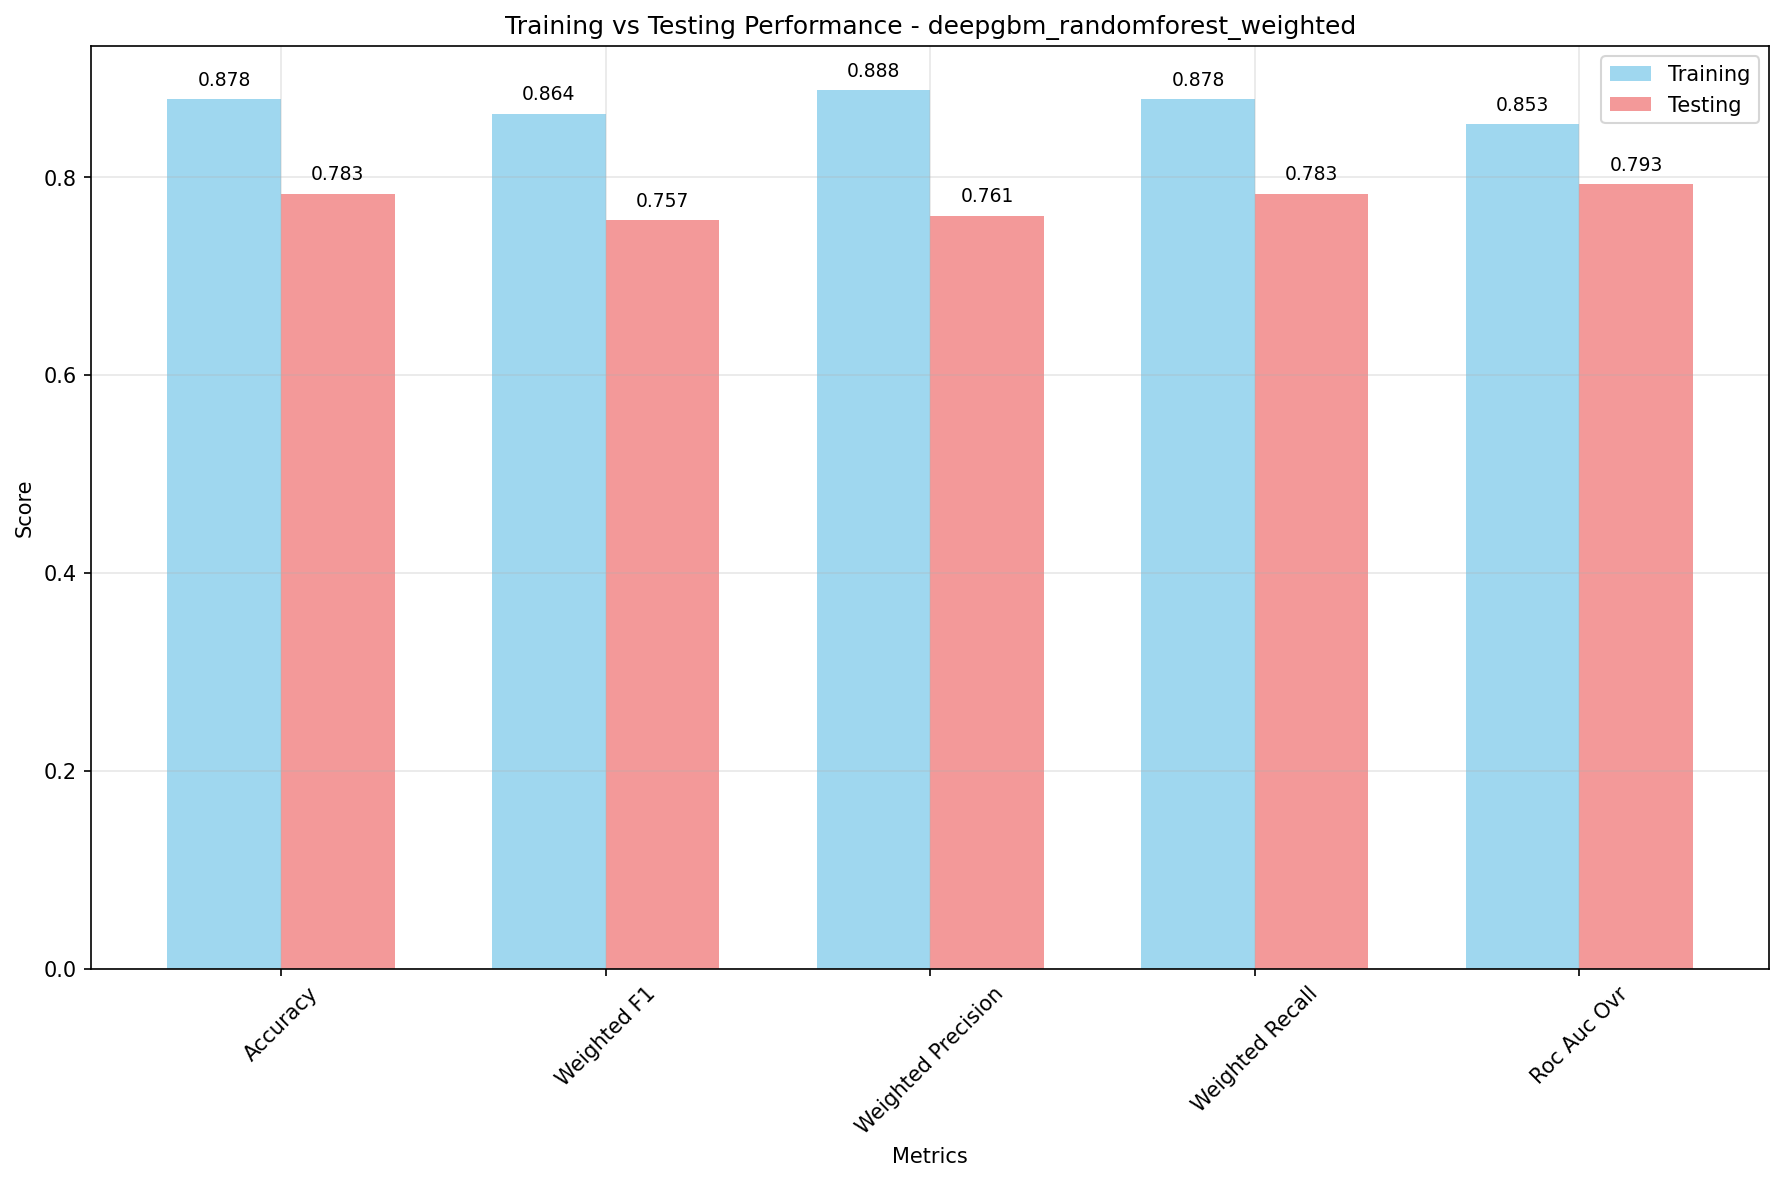 Training vs Testing Performance - deepgbm_randomforest_weighted
Training
Testing
0.878
0.783
0.864
0.757
0.888
0.761
0.878
0.783
0.853
0.793
Score
0.8
0.6
0.4
0.2
0.0
Accuracy
Weighted F1
Weighted Precision
Weighted Recall
Roc Auc Ovr
Metrics